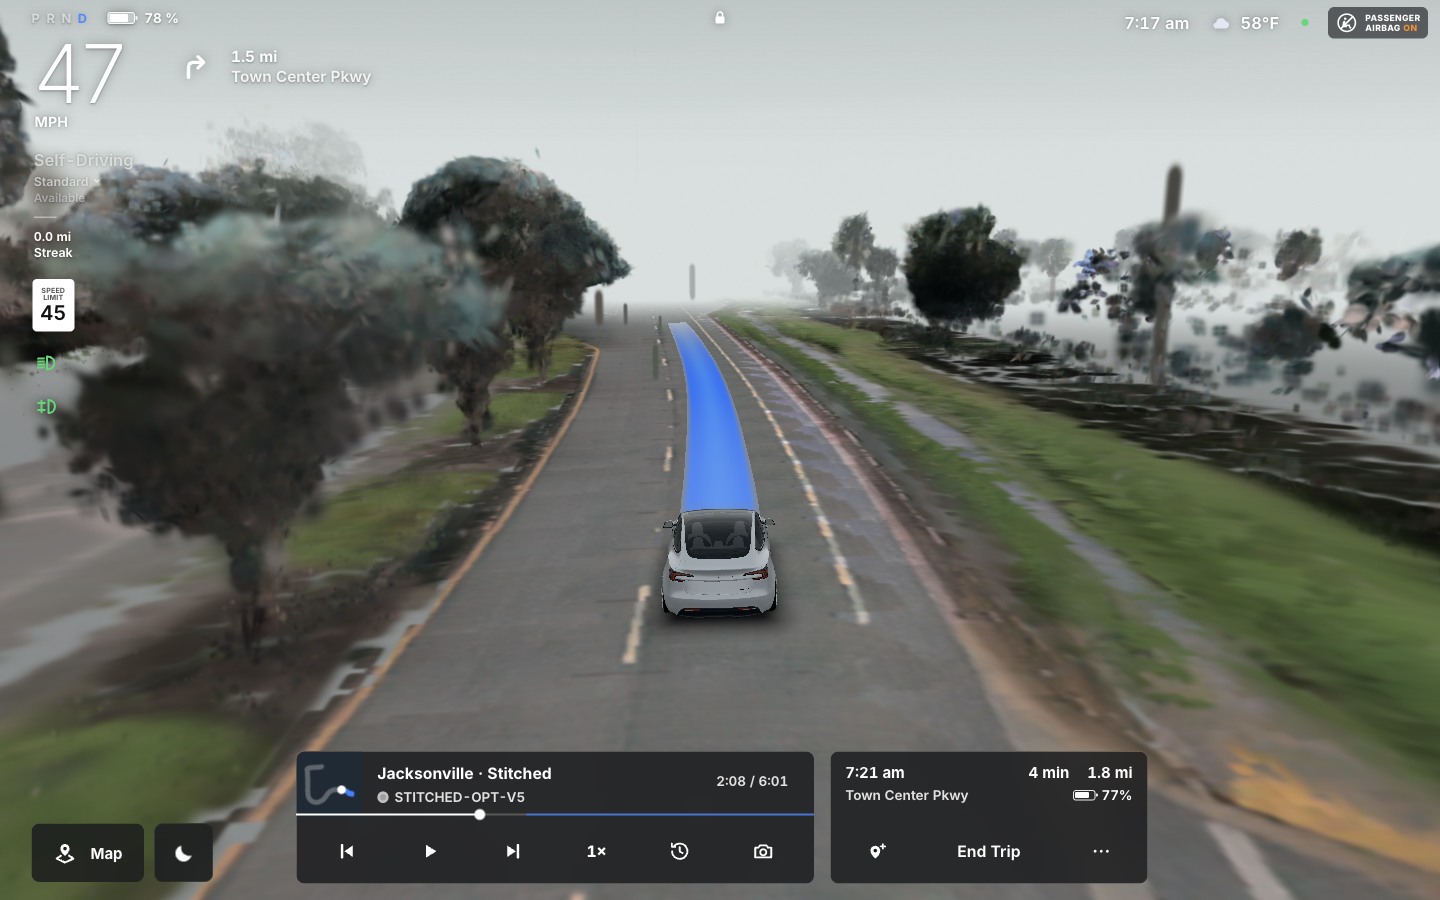 P R N D
78 %
7:17 am
58°F
PASSENGER
AIRBAG ON
47
MPH
1.5 mi
Town Center Pkwy
Self-Driving
Standard
Available
0.0 mi
Streak
SPEED
LIMIT
45
Jacksonville · Stitched
STITCHED-OPT-V5
2:08 / 6:01
1×
7:21 am
4 min
1.8 mi
Town Center Pkwy
77%
End Trip
Map